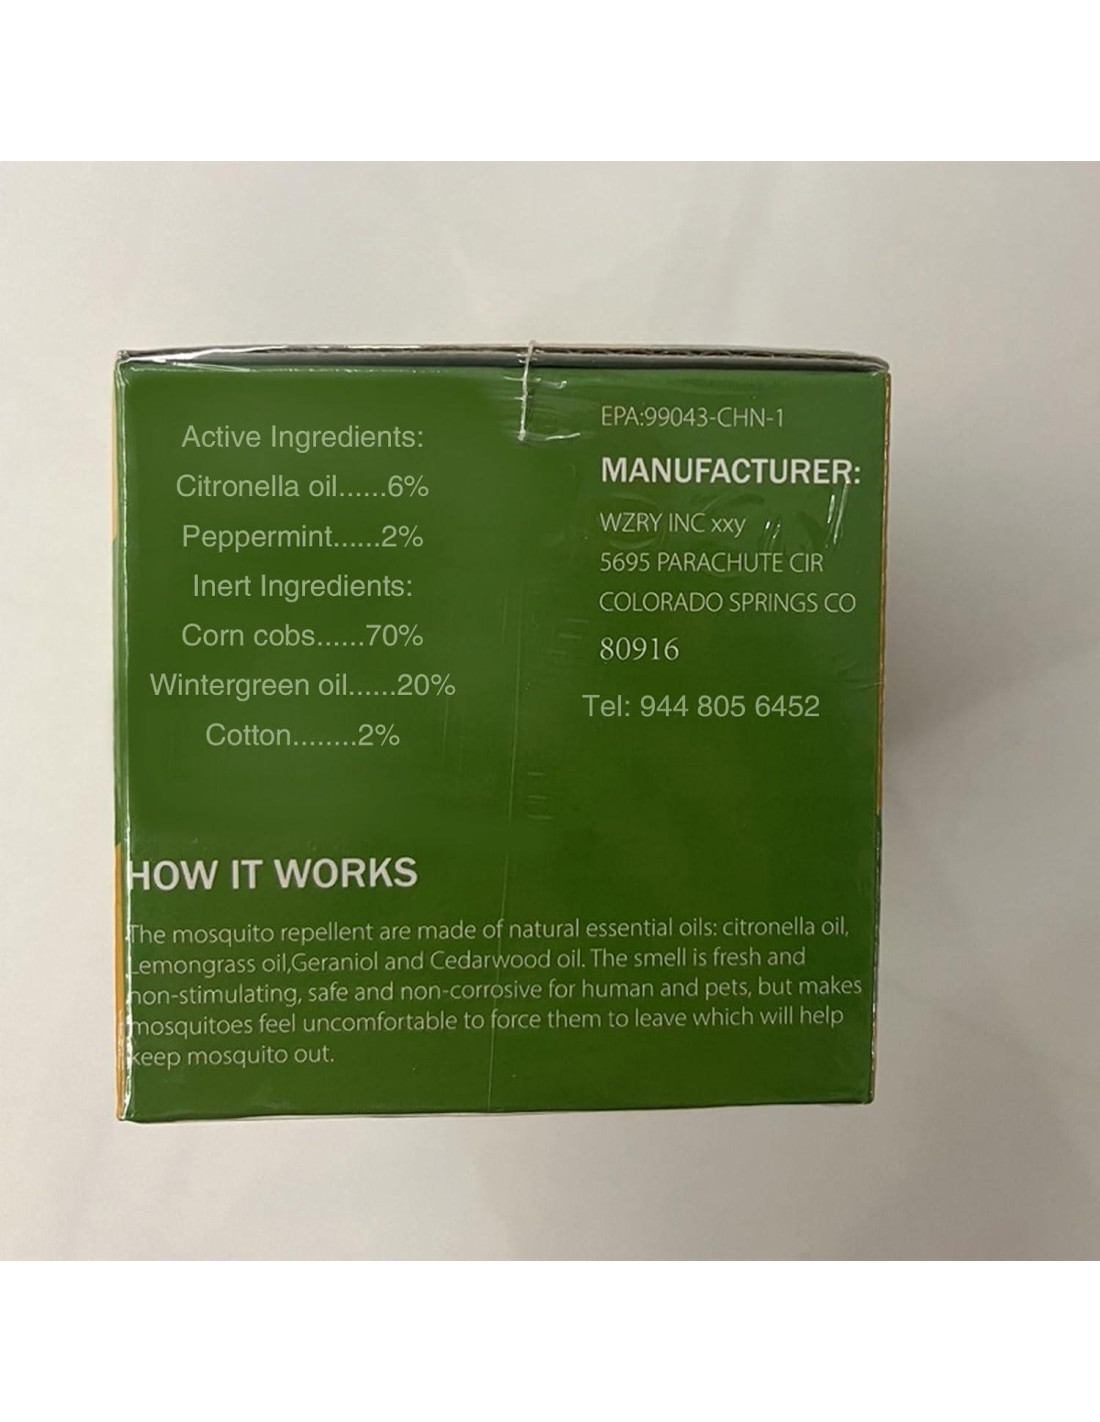 Active Ingredients:
Citronella oil......6%
Peppermint......2%
Inert Ingredients:
Corn cobs......70%
Wintergreen oil......20%
Cotton........2%
EPA:99043-CHN-1
MANUFACTURER:
WZRY INC xxy
5695 PARACHUTE CIR
COLORADO SPRINGS CO
80916
Tel: 944 805 6452
HOW IT WORKS
The mosquito repellent are made of natural essential oils: citronella oil,
Lemongrass oil,Geraniol and Cedarwood oil. The smell is fresh and
non-stimulating, safe and non-corrosive for human and pets, but makes
mosquitoes feel uncomfortable to force them to leave which will help
keep mosquito out.